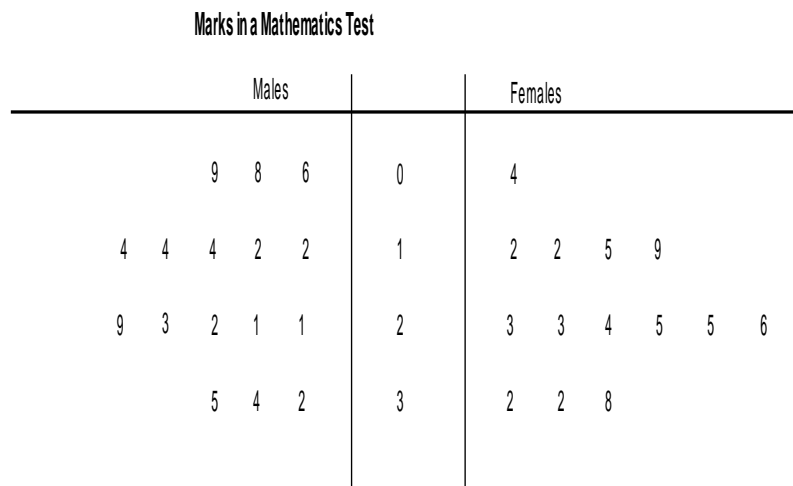 Marks in a Mathematics Test
Males Females
9 8 6 0 4
4 4 4 2 2 1 2 2 5 9
9 3 2 1 1 2 3 3 4 5 5 6
5 4 2 3 2 2 8